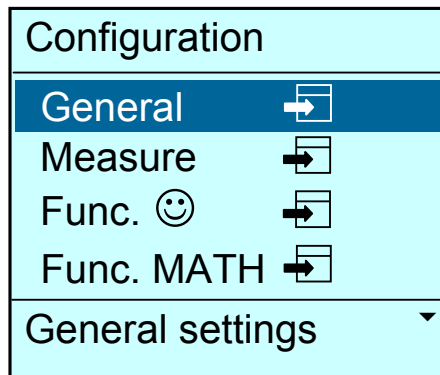 Configuration
General
Measure
Func. ☺
Func. MATH
General settings